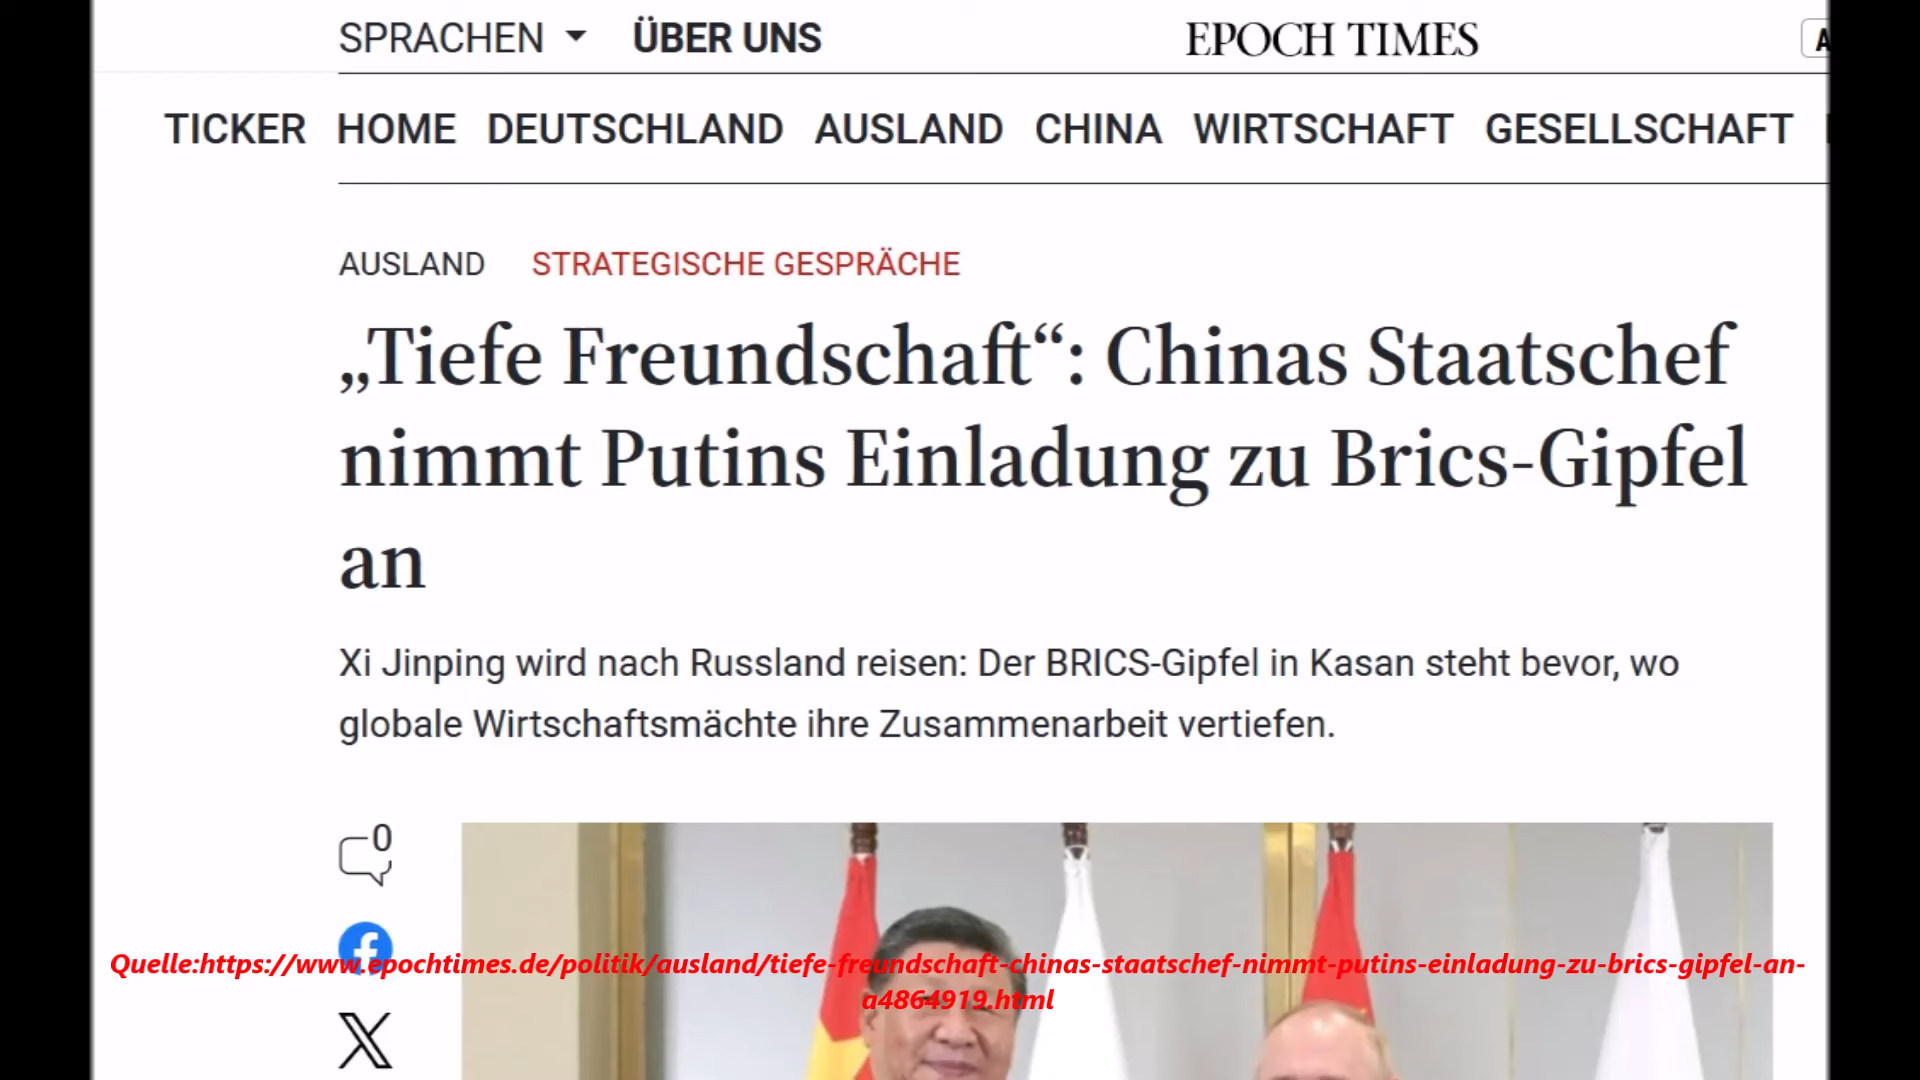 SPRACHEN ÜBER UNS EPOCH TIMES
TICKER HOME DEUTSCHLAND AUSLAND CHINA WIRTSCHAFT GESELLSCHAFT
AUSLAND STRATEGISCHE GESPRÄCHE
„Tiefe Freundschaft“: Chinas Staatschef
nimmt Putins Einladung zu Brics-Gipfel
an
Xi Jinping wird nach Russland reisen: Der BRICS-Gipfel in Kasan steht bevor, wo
globale Wirtschaftsmächte ihre Zusammenarbeit vertiefen.
0
Quelle:https://www.epochtimes.de/politik/ausland/tiefe-freundschaft-chinas-staatschef-nimmt-putins-einladung-zu-brics-gipfel-an-
a4864919.html